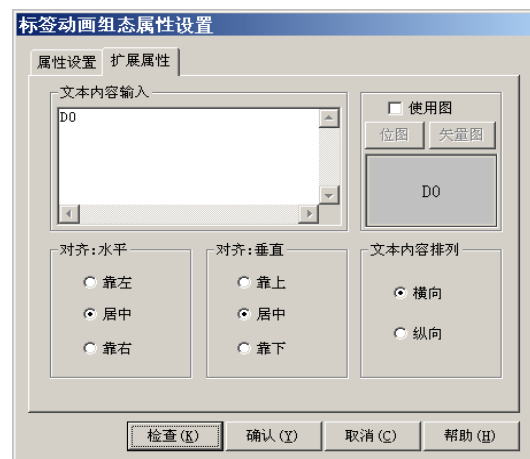 标签动画组态属性设置
属性设置 扩展属性
文本内容输入
D0
使用图
位图 矢量图
D0
对齐:水平 对齐:垂直 文本内容排列
靠左 靠上 横向
居中 居中
靠右 靠下 纵向
检查(K) 确认(Y) 取消(C) 帮助(H)